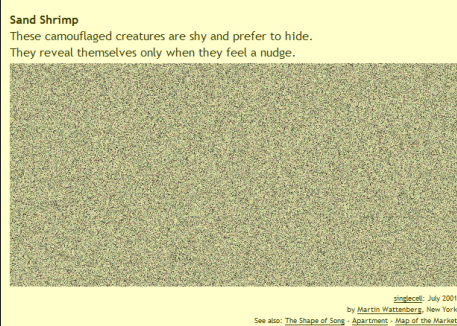 Sand Shrimp
These camouflaged creatures are shy and prefer to hide.
They reveal themselves only when they feel a nudge.
singlecell: July 2001
by Martin Wattenberg, New York
See also: The Shape of Song - Apartment - Map of the Market